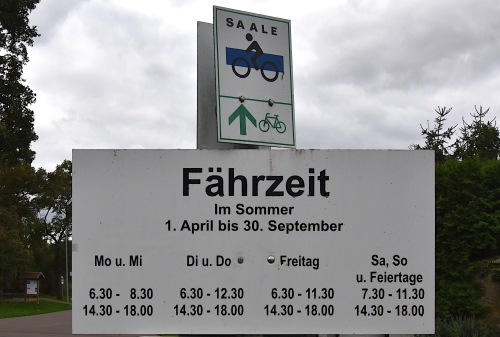 SAALE
Fährzeit
Im Sommer
1. April bis 30. September
Mo u. Mi Di u. Do Freitag Sa, So
u. Feiertage
6.30 - 8.30 6.30 - 12.30 6.30 - 11.30 7.30 - 11.30
14.30 - 18.00 14.30 - 18.00 14.30 - 18.00 14.30 - 18.00